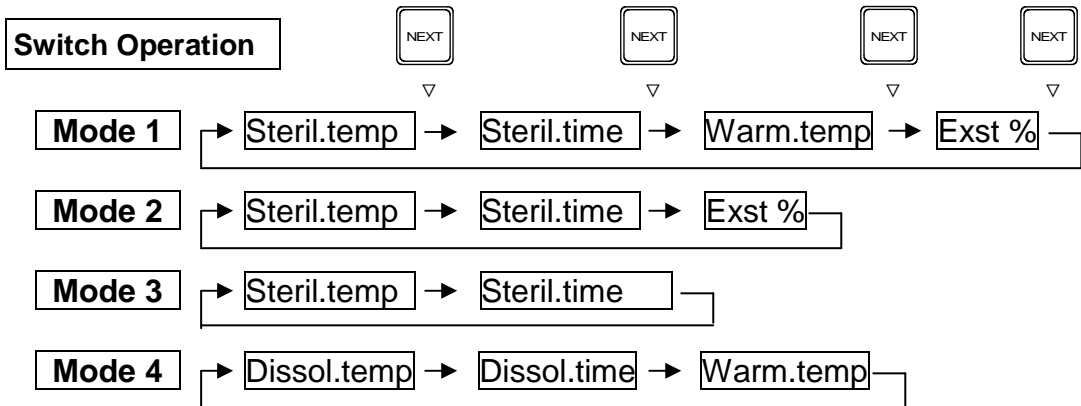 NEXT NEXT NEXT NEXT
Switch Operation
Mode 1 Steril.temp Steril.time Warm.temp Exst %
Mode 2 Steril.temp Steril.time Exst %
Mode 3 Steril.temp Steril.time
Mode 4 Dissol.temp Dissol.time Warm.temp